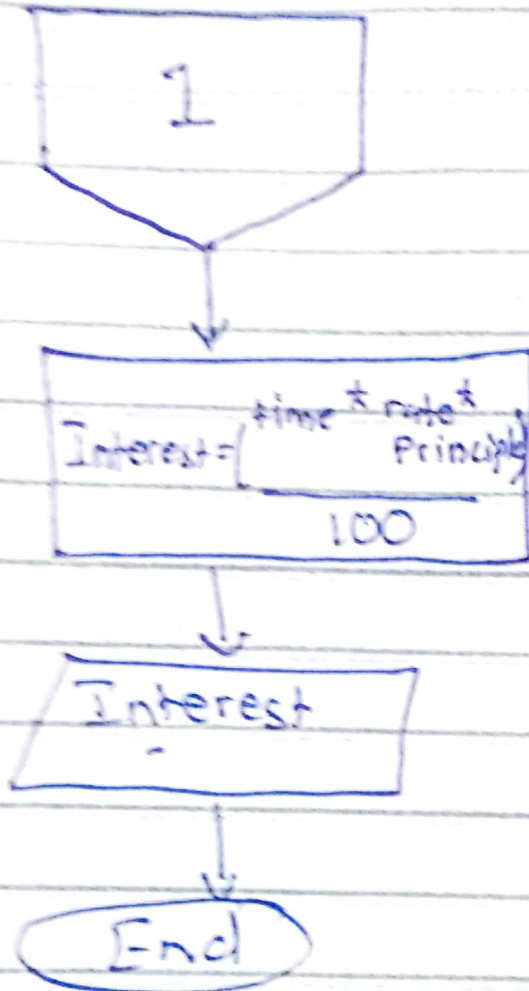 1
time * rate *
Interest=( Principle)
100
Interest
End